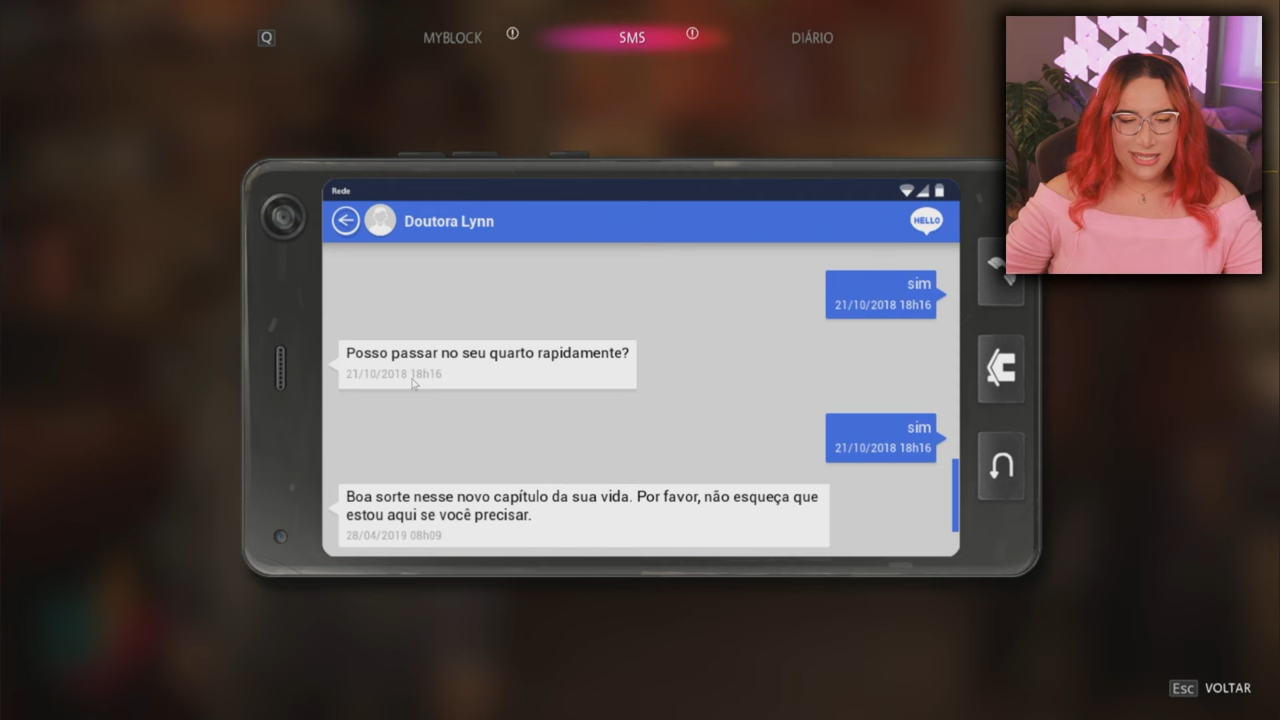 Q
MYBLOCK
SMS
DIÁRIO
Rede
Doutora Lynn
HELLO
sim
21/10/2018 18h16
Posso passar no seu quarto rapidamente?
21/10/2018 18h16
sim
21/10/2018 18h16
Boa sorte nesse novo capítulo da sua vida. Por favor, não esqueça que
estou aqui se você precisar.
28/04/2019 08h09
Esc VOLTAR